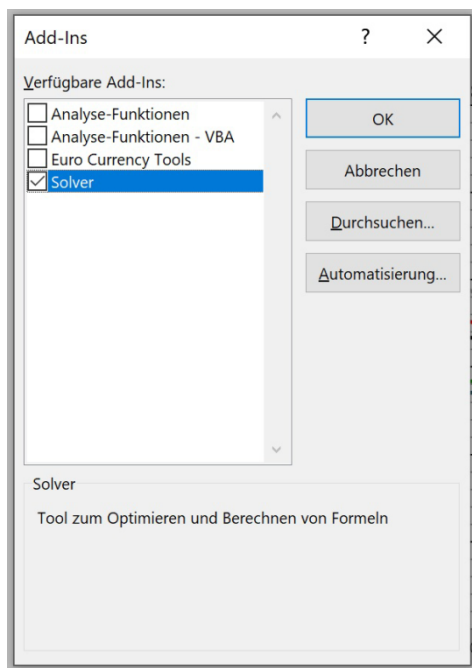 Add-Ins
?
Verfügbare Add-Ins:
Analyse-Funktionen
Analyse-Funktionen - VBA
Euro Currency Tools
Solver
OK
Abbrechen
Durchsuchen...
Automatisierung...
Solver
Tool zum Optimieren und Berechnen von Formeln